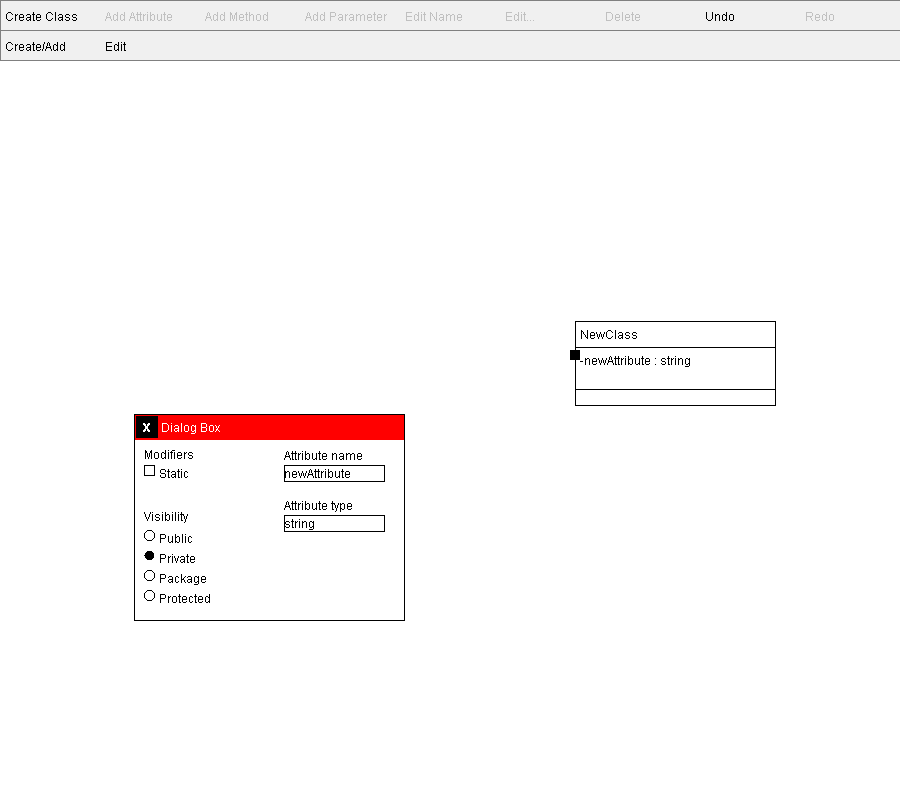 Create Class Add Attribute Add Method Add Parameter Edit Name Edit... Delete Undo Redo
Create/Add Edit
NewClass
-newAttribute : string
X Dialog Box
Modifiers
Static
Visibility
Public
Private
Package
Protected
Attribute name
newAttribute
Attribute type
string